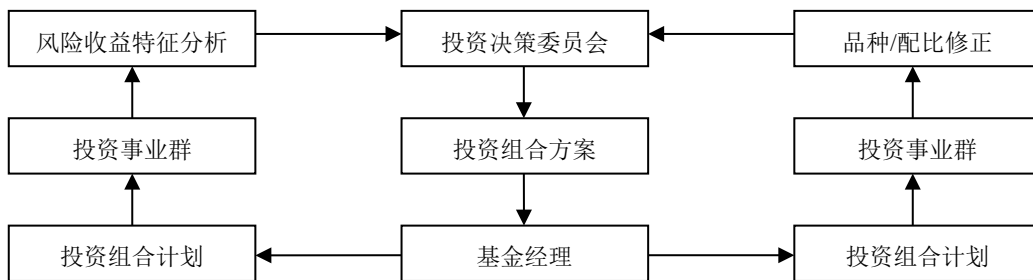 风险收益特征分析
投资决策委员会
品种/配比修正
投资事业群
投资组合方案
投资事业群
投资组合计划
基金经理
投资组合计划